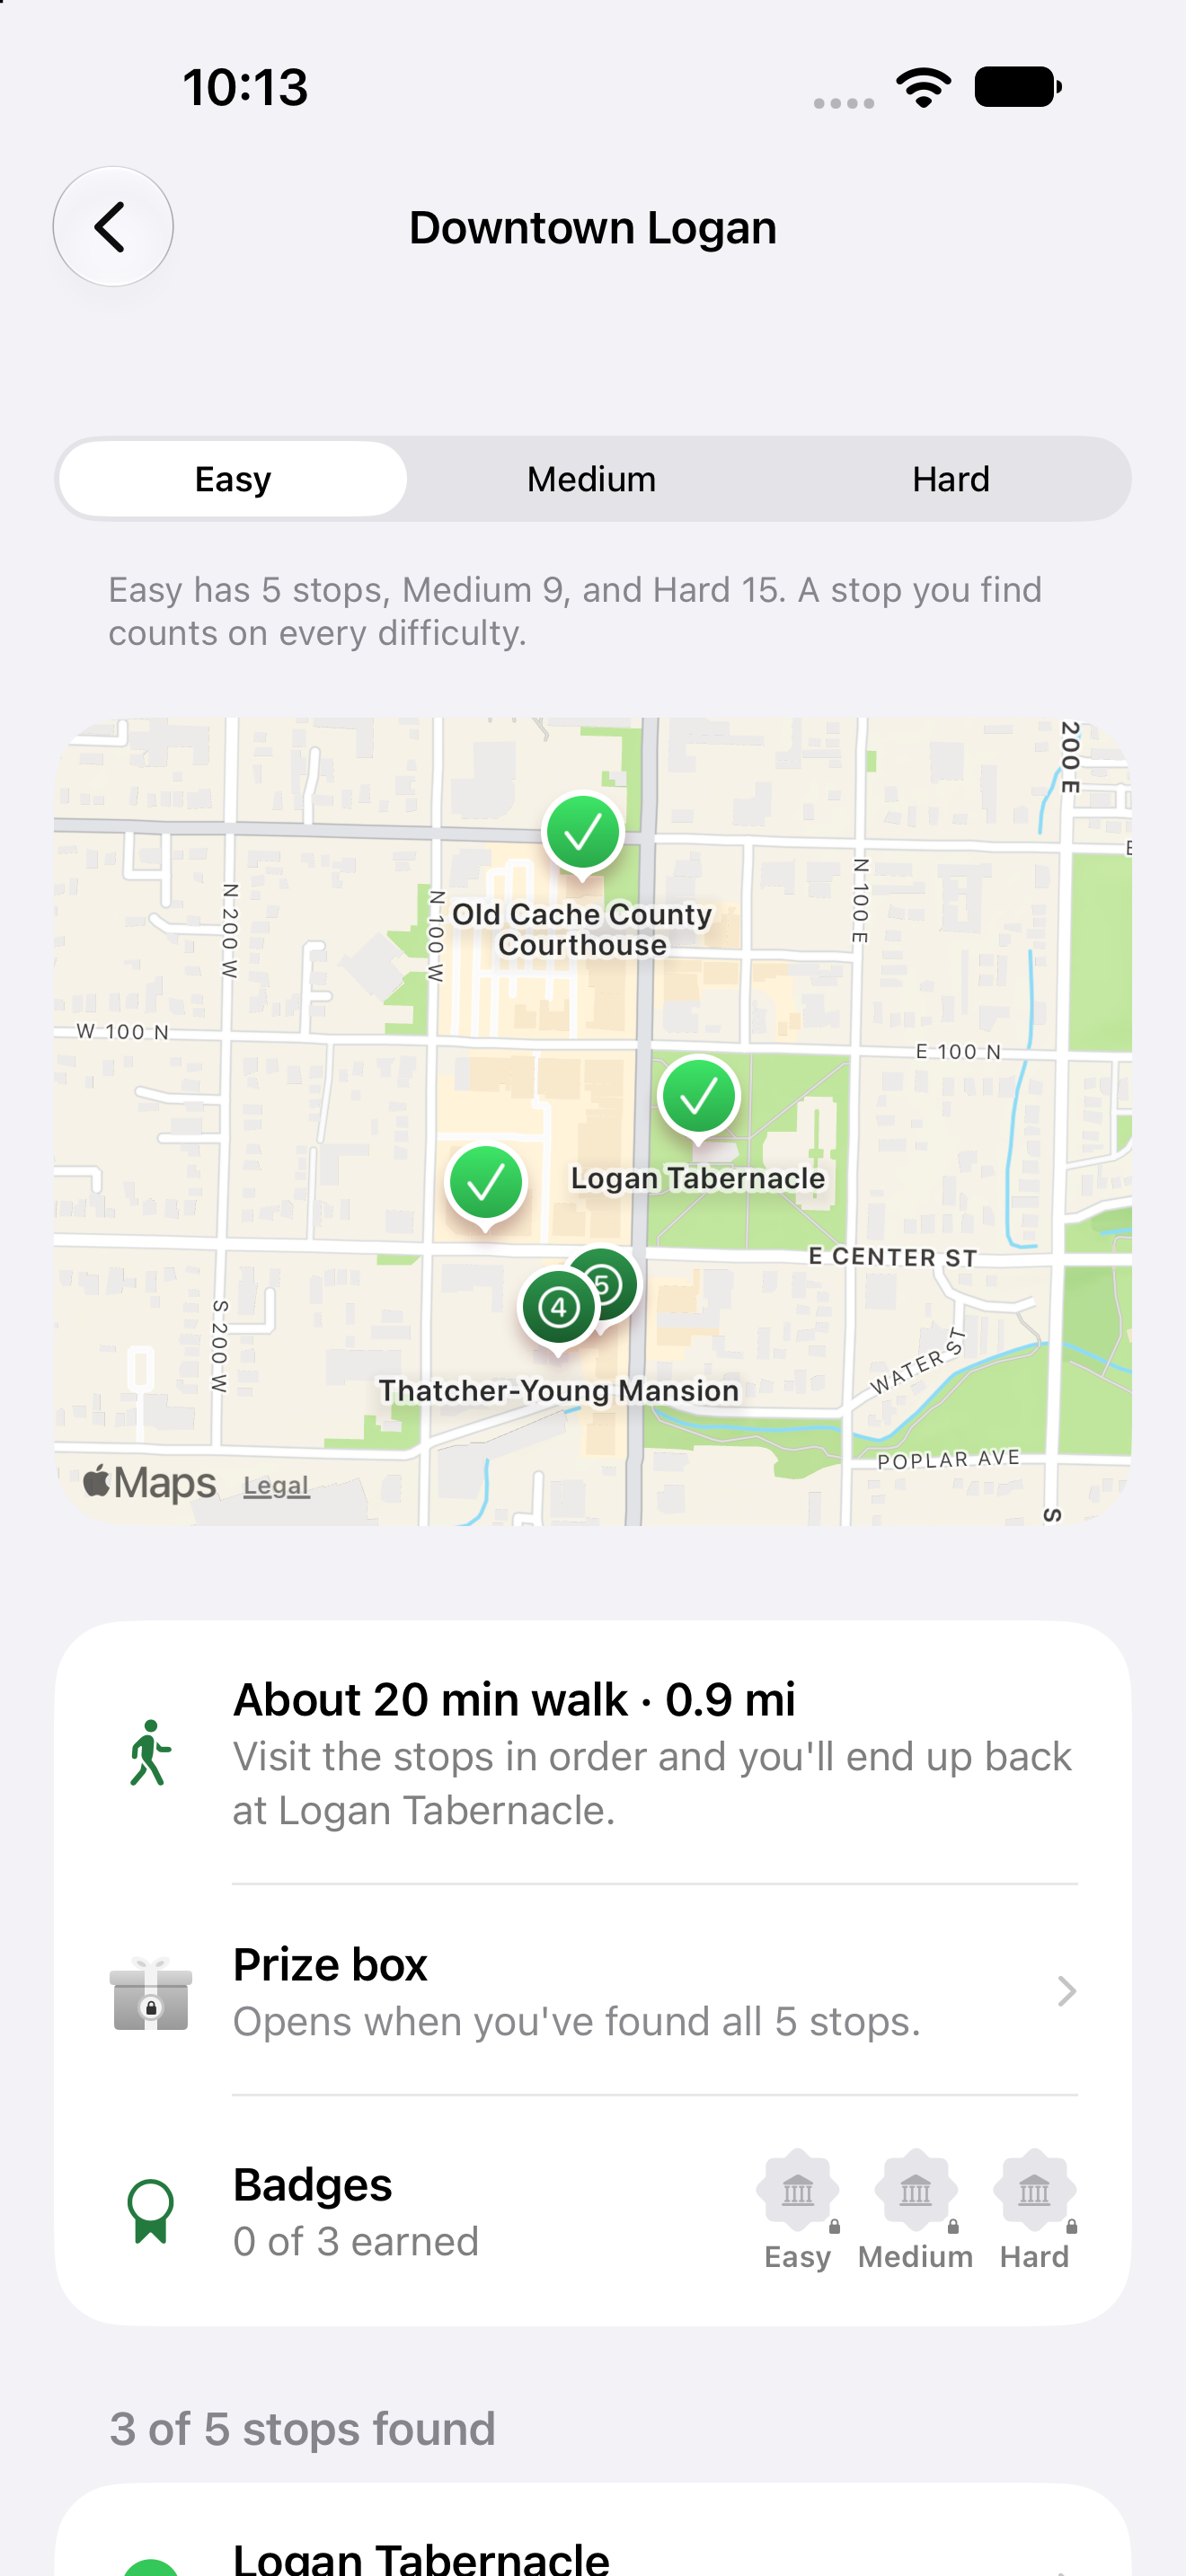 10:13
Downtown Logan
Easy
Medium
Hard
Easy has 5 stops, Medium 9, and Hard 15. A stop you find
counts on every difficulty.
200 E
N 200 W
N 100 W
N 100 E
Old Cache County
Courthouse
W 100 N
E 100 N
Logan Tabernacle
E CENTER ST
5
4
S 200 W
WATER ST
Thatcher-Young Mansion
POPLAR AVE
Maps
Legal
S
E
About 20 min walk · 0.9 mi
Visit the stops in order and you'll end up back
at Logan Tabernacle.
Prize box
Opens when you've found all 5 stops.
Badges
0 of 3 earned
Easy
Medium
Hard
3 of 5 stops found
Logan Tabernacle